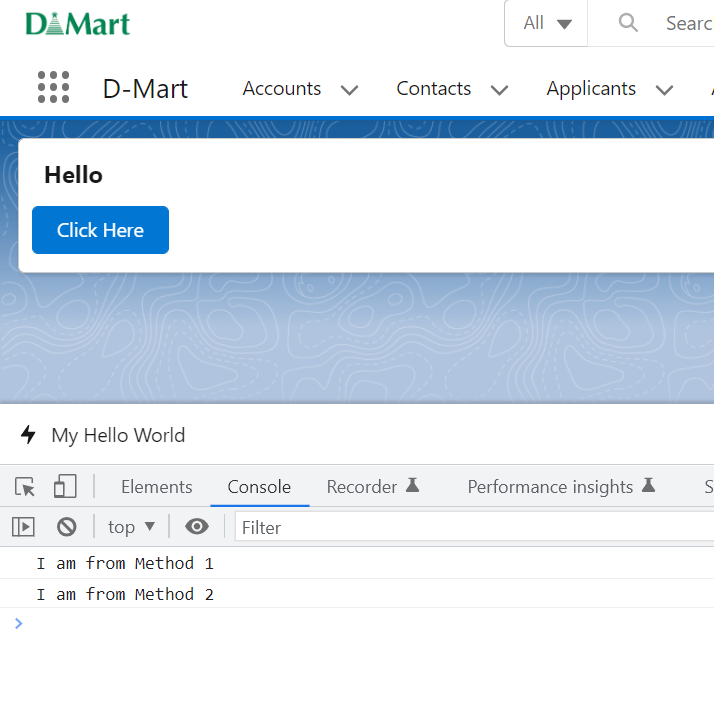 D Mart
All Searc
D-Mart Accounts Contacts Applicants
Hello
Click Here
My Hello World
Elements Console Recorder Performance insights S
top Filter
I am from Method 1
I am from Method 2